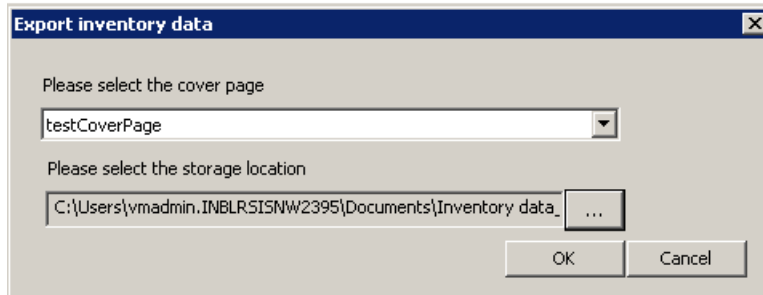 Export inventory data
Please select the cover page
testCoverPage
Please select the storage location
C:\Users\vmadmin.INBLRSISNW2395\Documents\Inventory data_
...
OK
Cancel